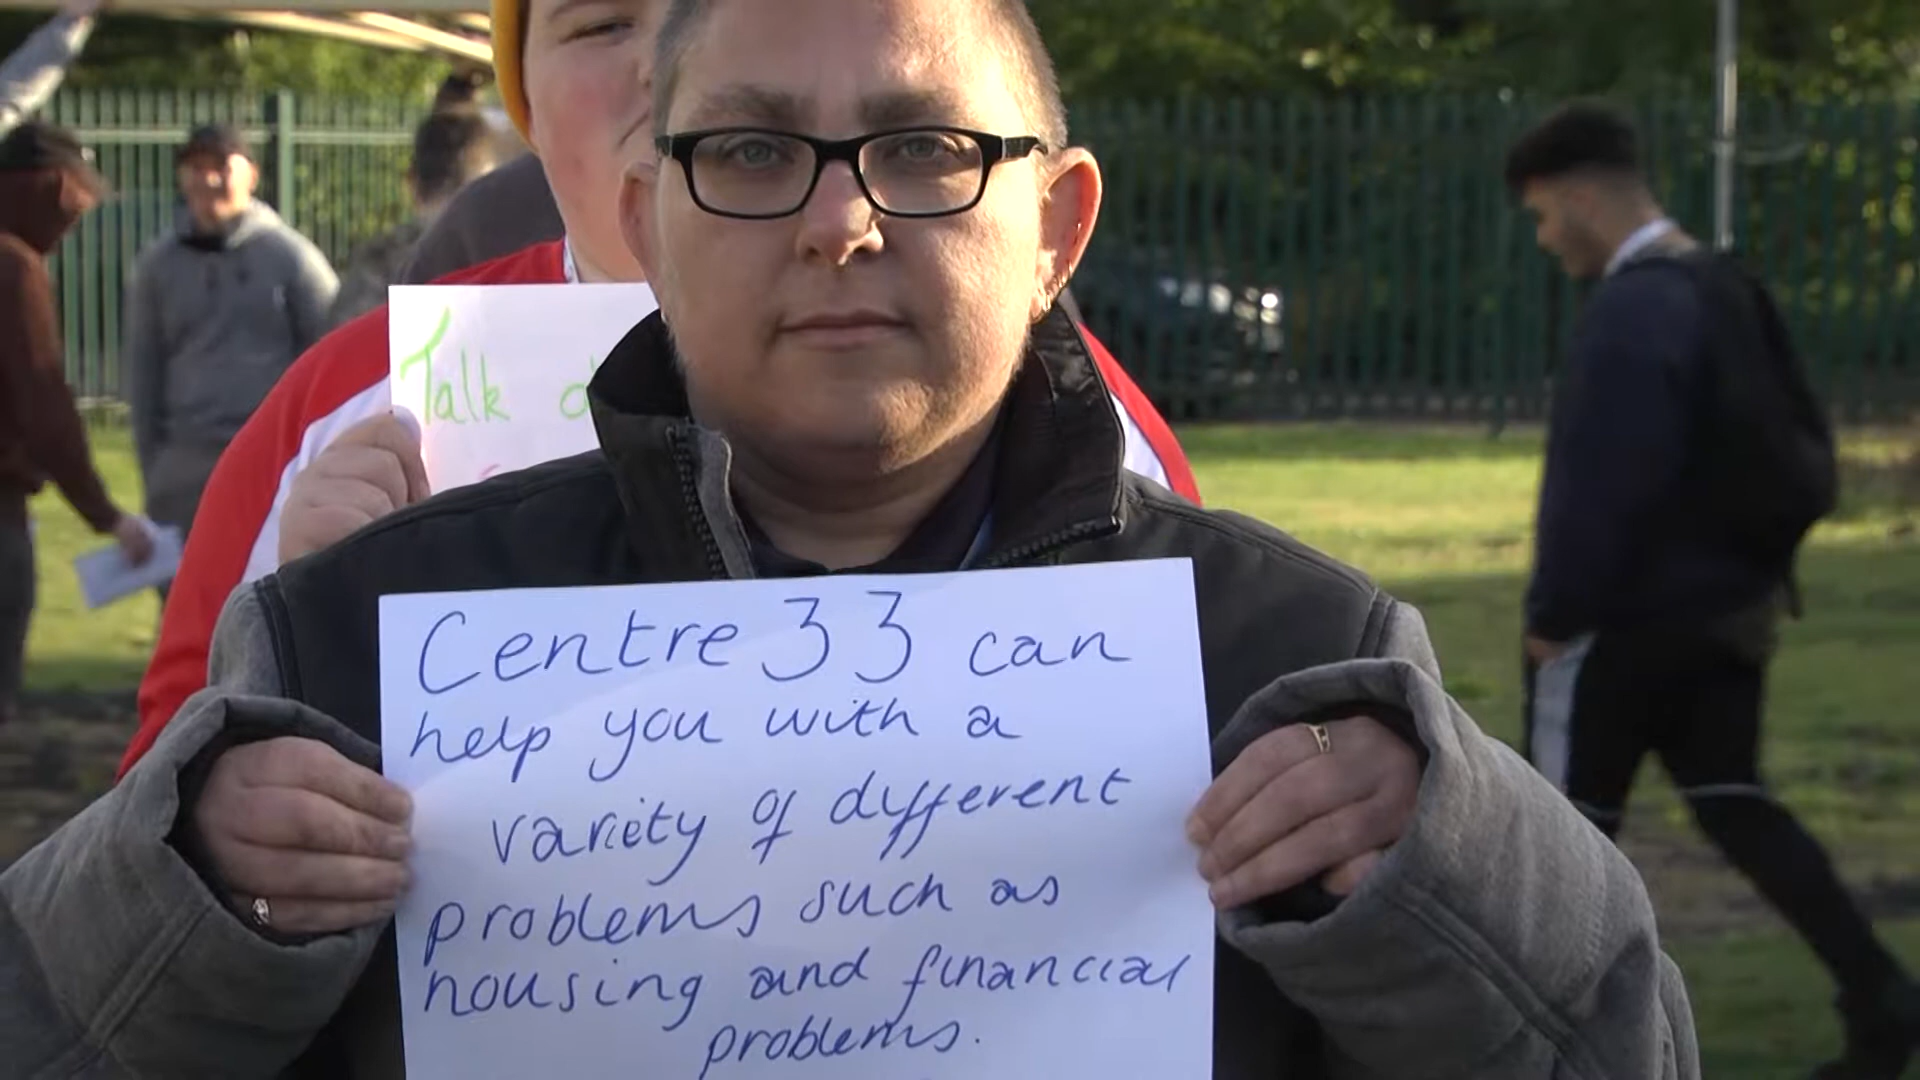 Talk
Centre 33 can
help you with a
variety of different
problems such as
housing and financial
problems.